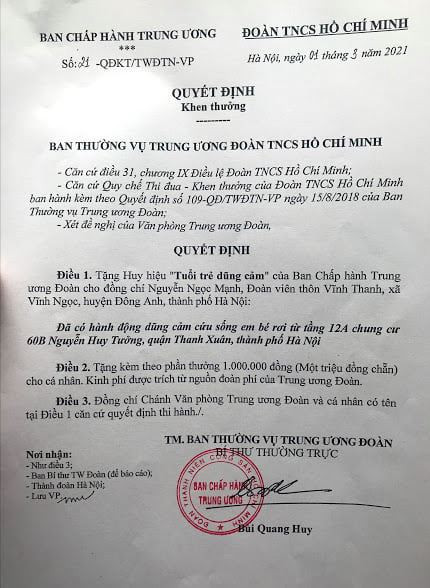 BAN CHẤP HÀNH TRUNG ƯƠNG
ĐOÀN TNCS HỒ CHÍ MINH
***
Số: 21 -QĐKT/TWĐTN-VP
Hà Nội, ngày 01 tháng 3 năm 2021
QUYẾT ĐỊNH
Khen thưởng
---------
BAN THƯỜNG VỤ TRUNG ƯƠNG ĐOÀN TNCS HỒ CHÍ MINH
- Căn cứ điều 31, chương IX Điều lệ Đoàn TNCS Hồ Chí Minh;
- Căn cứ Quy chế Thi đua - Khen thưởng của Đoàn TNCS Hồ Chí Minh
ban hành kèm theo Quyết định số 109-QĐ/TWĐTN-VP ngày 15/8/2018 của Ban
Thường vụ Trung ương Đoàn;
- Xét đề nghị của Văn phòng Trung ương Đoàn,
QUYẾT ĐỊNH
Điều 1. Tặng Huy hiệu "Tuổi trẻ dũng cảm" của Ban Chấp hành Trung
ương Đoàn cho đồng chí Nguyễn Ngọc Mạnh, Đoàn viên thôn Vĩnh Thanh, xã
Vĩnh Ngọc, huyện Đông Anh, thành phố Hà Nội:
Đã có hành động dũng cảm cứu sống em bé rơi từ tầng 12A chung cư
60B Nguyễn Huy Tưởng, quận Thanh Xuân, thành phố Hà Nội
Điều 2. Tặng kèm theo phần thưởng 1.000.000 đồng (Một triệu đồng chẵn)
cho cá nhân. Kinh phí được trích từ nguồn đoàn phí của Trung ương Đoàn.
Điều 3. Đồng chí Chánh Văn phòng Trung ương Đoàn và cá nhân có tên
tại Điều 1 căn cứ quyết định thi hành./.
TM. BAN THƯỜNG VỤ TRUNG ƯƠNG ĐOÀN
BÍ THƯ THƯỜNG TRỰC
Nơi nhận:
- Như điều 3;
- Ban Bí thư TW Đoàn (để báo cáo);
- Thành đoàn Hà Nội;
- Lưu VP
ĐOÀN THANH NIÊN CỘNG SẢN HỒ CHÍ MINH
BAN CHẤP HÀNH
TRUNG ƯƠNG
Bùi Quang Huy